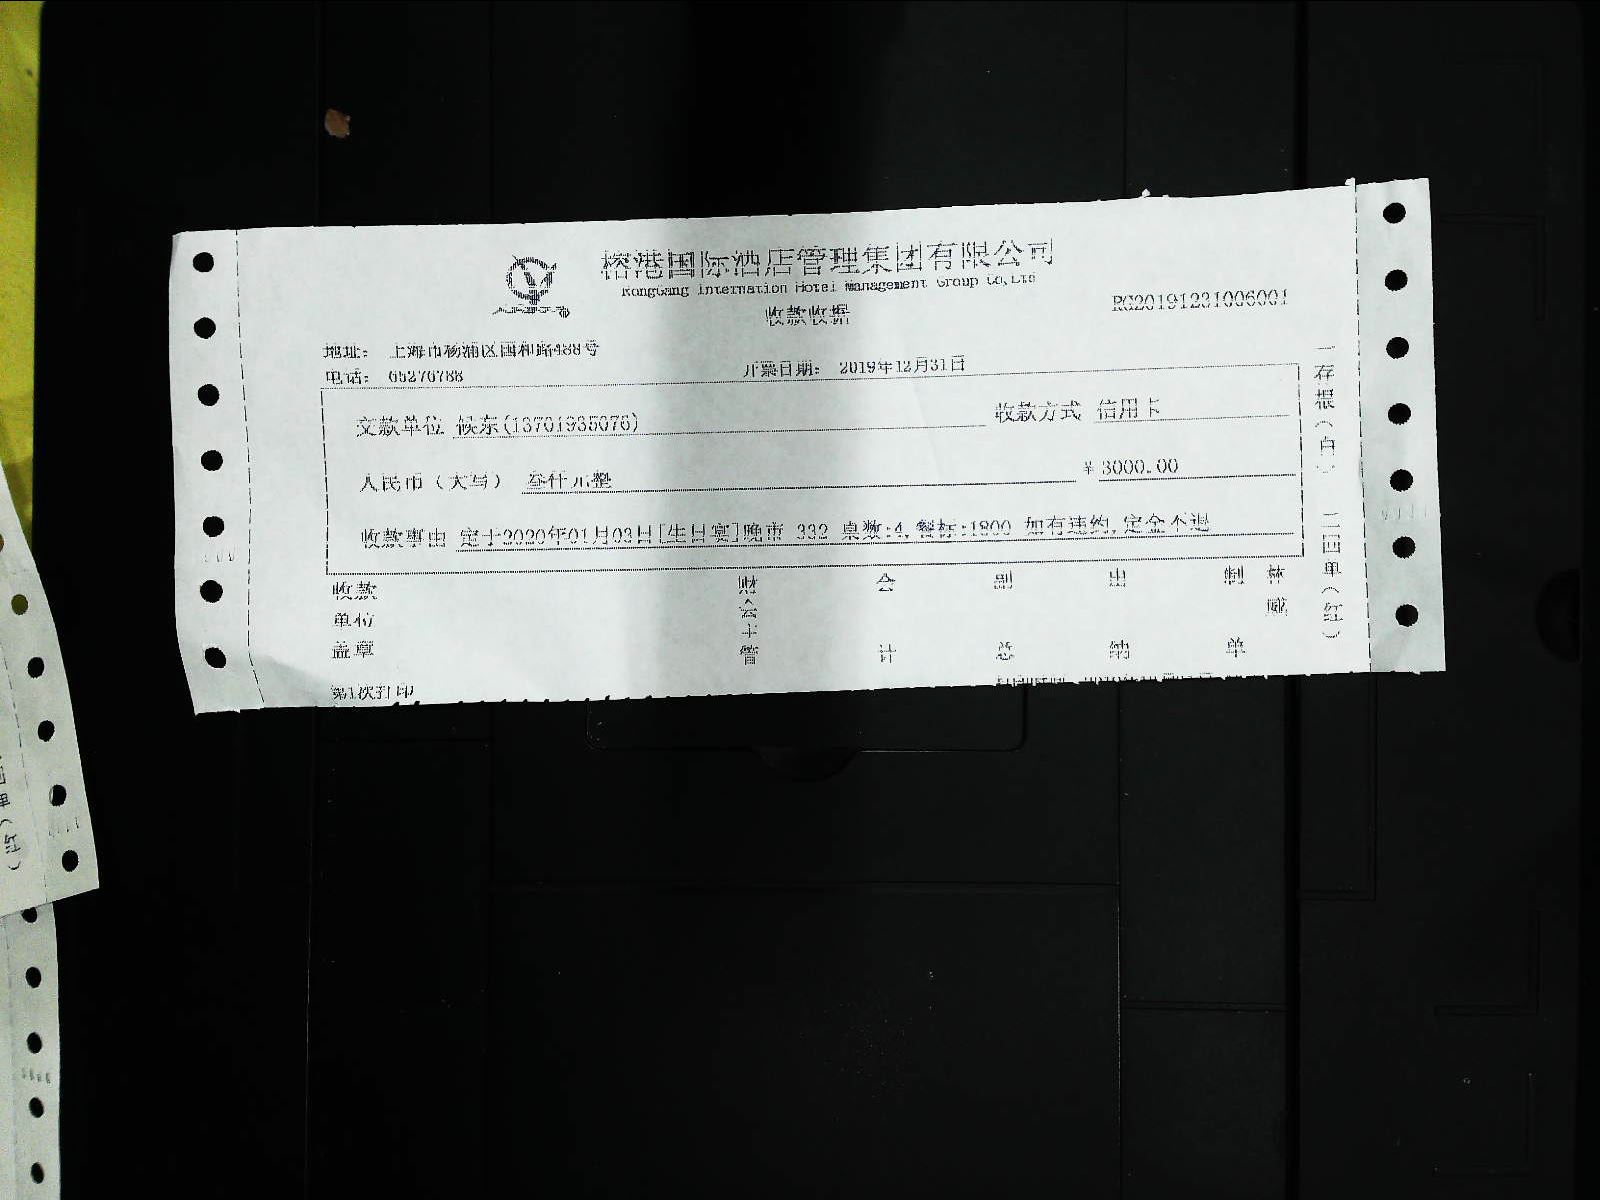 榕港国际酒店管理集团有限公司
RongGang Internation Hotel Management Group Co,Ltd
收款收据
RG20191231006001
地址： 上海市杨浦区国和路488号
电话： 65276788
开票日期： 2019年12月31日
交款单位 候东(13701935076)
收款方式 信用卡
人民币（大写） 叁仟元整
¥ 3000.00
收款事由 定于2020年01月03日[生日宴]晚市 332 桌数:4,餐标:1800 如有违约,定金不退
收款单位盖章
财会主管
会计
副总
出纳
制单
第1次打印
一存根（白） 二回单（红）